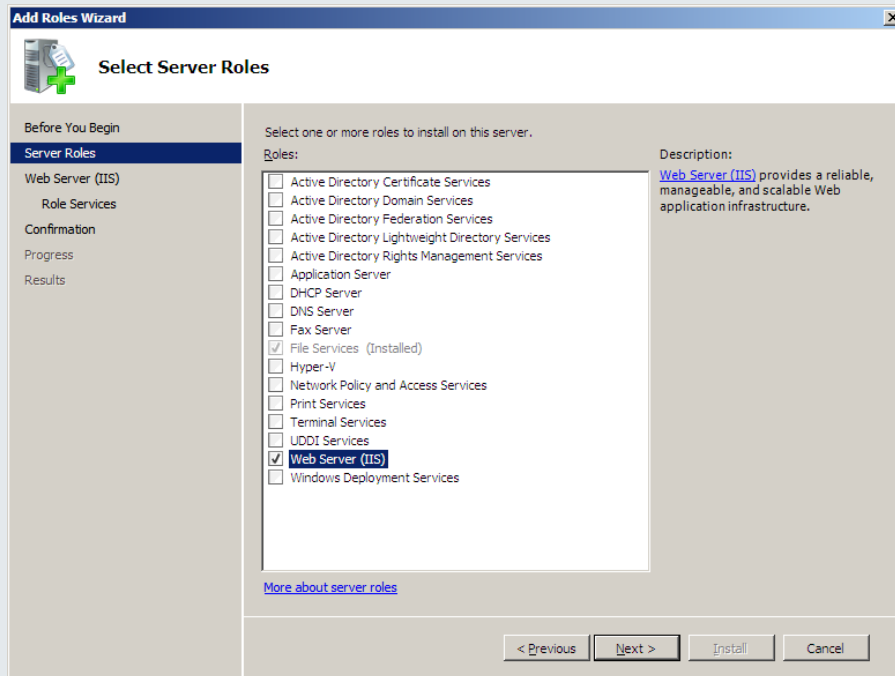 Add Roles Wizard
Select Server Roles
Before You Begin
Server Roles
Web Server (IIS)
Role Services
Confirmation
Progress
Results
Select one or more roles to install on this server.
Roles:
Active Directory Certificate Services
Active Directory Domain Services
Active Directory Federation Services
Active Directory Lightweight Directory Services
Active Directory Rights Management Services
Application Server
DHCP Server
DNS Server
Fax Server
File Services (Installed)
Hyper-V
Network Policy and Access Services
Print Services
Terminal Services
UDDI Services
Web Server (IIS)
Windows Deployment Services
More about server roles
Description:
Web Server (IIS) provides a reliable,
manageable, and scalable Web
application infrastructure.
< Previous
Next >
Install
Cancel